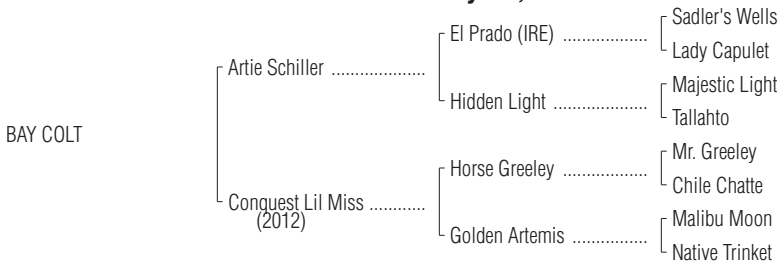 Sadler's Wells
El Prado (IRE) ..................
Lady Capulet
Artie Schiller ....................
Majestic Light
Hidden Light ....................
Tallahto
BAY COLT
Mr. Greeley
Horse Greeley ..................
Chile Chatte
Conquest Lil Miss ............
(2012)
Malibu Moon
Golden Artemis ................
Native Trinket